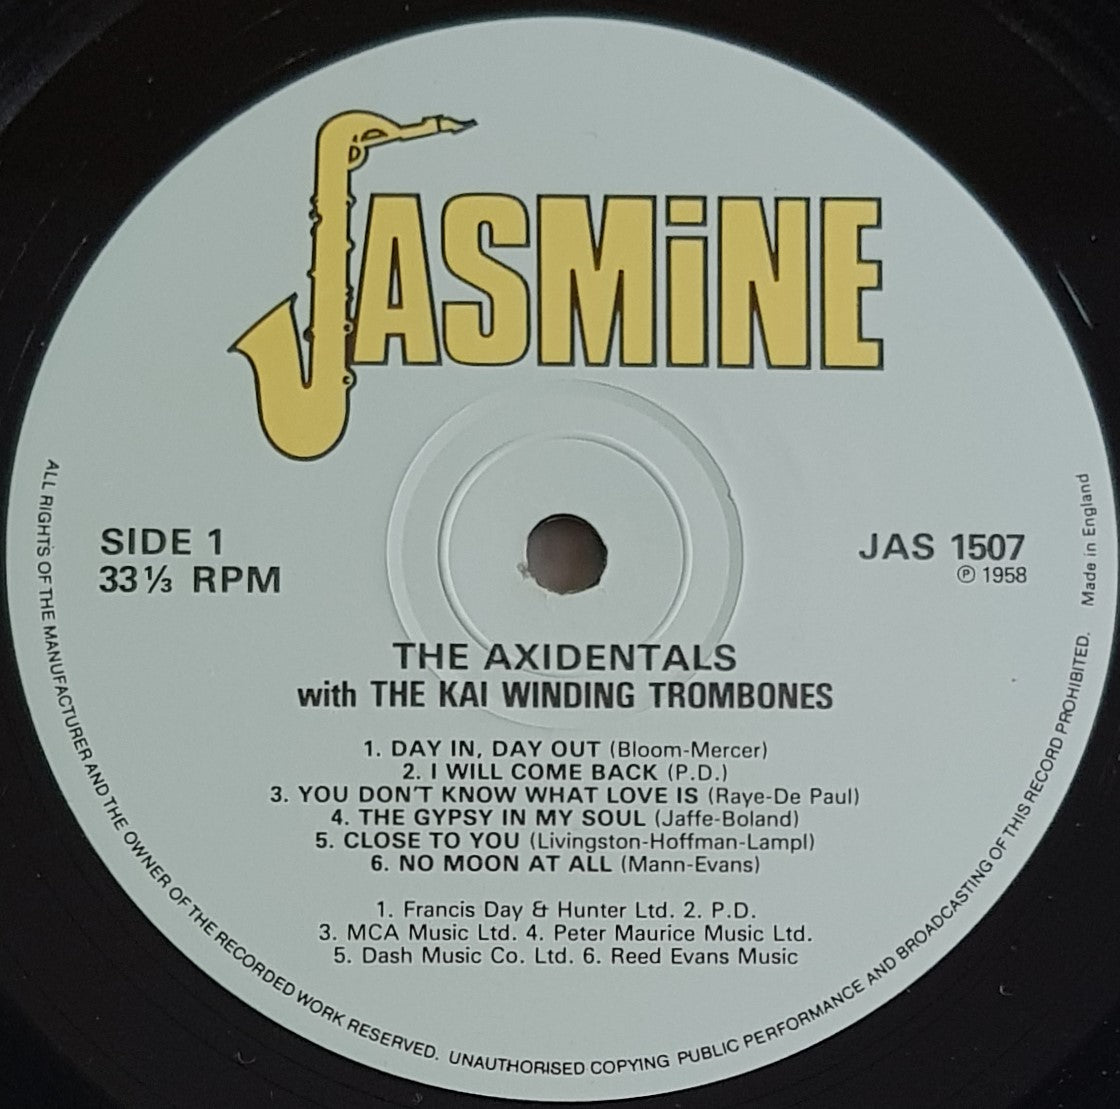 JASMiNE
SIDE 1
33⅓ RPM
JAS 1507
℗ 1958
THE AXIDENTALS
with THE KAI WINDING TROMBONES
1. DAY IN, DAY OUT (Bloom-Mercer)
2. I WILL COME BACK (P.D.)
3. YOU DON'T KNOW WHAT LOVE IS (Raye-De Paul)
4. THE GYPSY IN MY SOUL (Jaffe-Boland)
5. CLOSE TO YOU (Livingston-Hoffman-Lampl)
6. NO MOON AT ALL (Mann-Evans)
1. Francis Day & Hunter Ltd. 2. P.D.
3. MCA Music Ltd. 4. Peter Maurice Music Ltd.
5. Dash Music Co. Ltd. 6. Reed Evans Music
ALL RIGHTS OF THE MANUFACTURER AND THE OWNER OF THE RECORDED WORK RESERVED. UNAUTHORISED COPYING PUBLIC PERFORMANCE AND BROADCASTING OF THIS RECORD PROHIBITED. Made in England